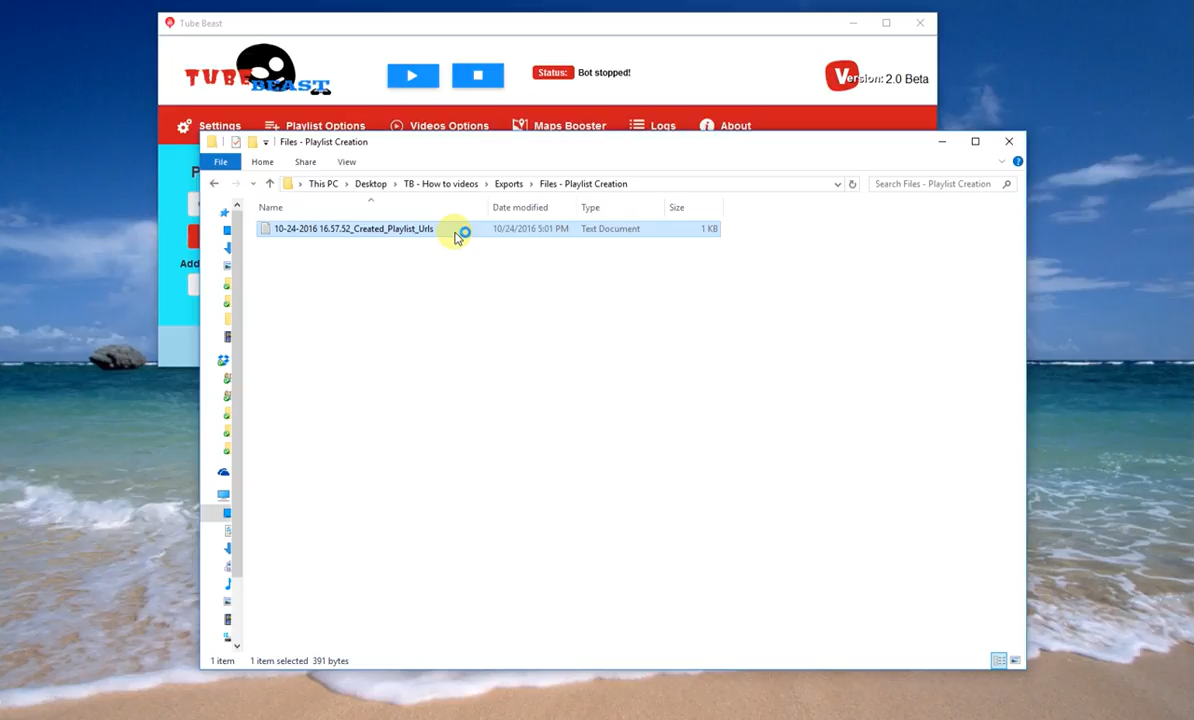 Tube Beast
TUBE BEAST
Status: Bot stopped!
Version: 2.0 Beta
Settings Playlist Options Videos Options Maps Booster Logs About
Files - Playlist Creation
File Home Share View
This PC > Desktop > TB - How to videos > Exports > Files - Playlist Creation
Search Files - Playlist Creation
Name Date modified Type Size
10-24-2016 16.57.52_Created_Playlist_Urls 10/24/2016 5:01 PM Text Document 1 KB
P
Add
1 item 1 item selected 391 bytes